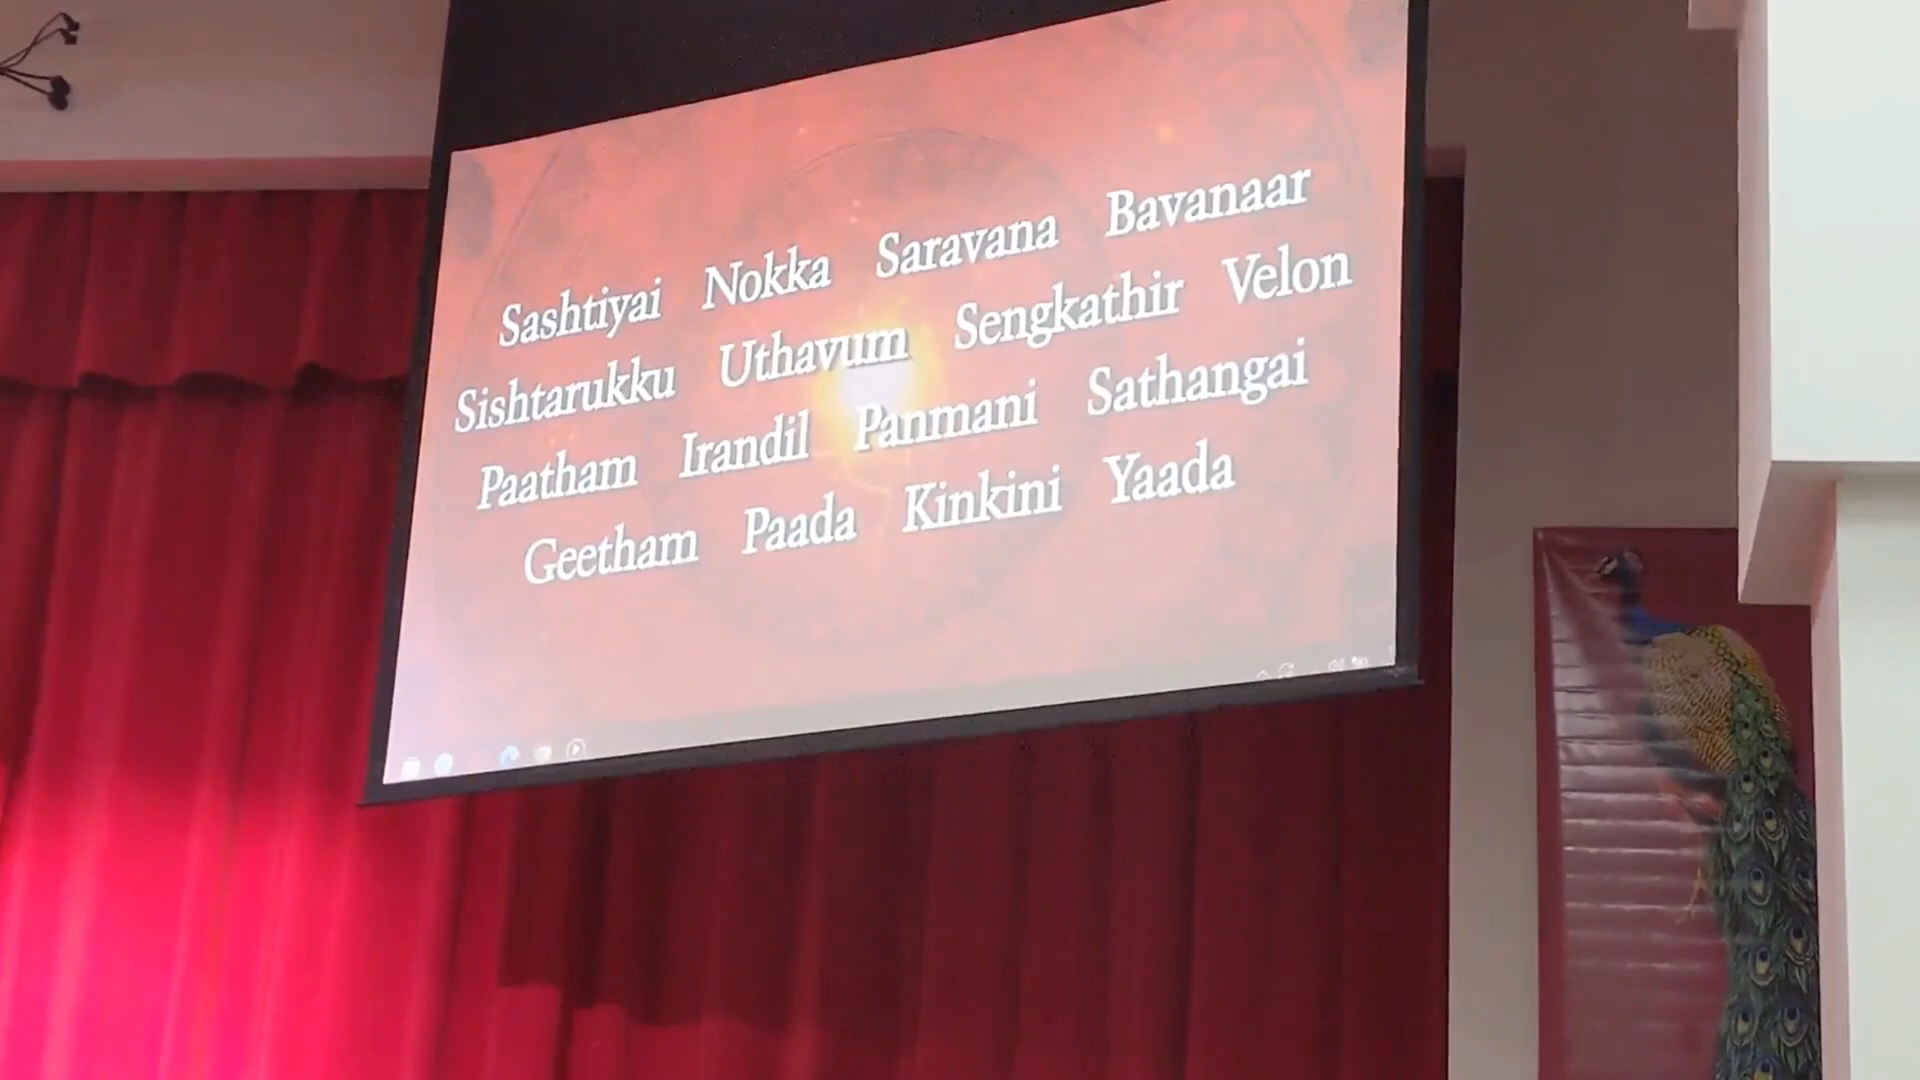 Sashtiyai Nokka Saravana Bavanaar
Sishtarukku Uthavum Sengkathir Velon
Paatham Irandil Panmani Sathangai
Geetham Paada Kinkini Yaada